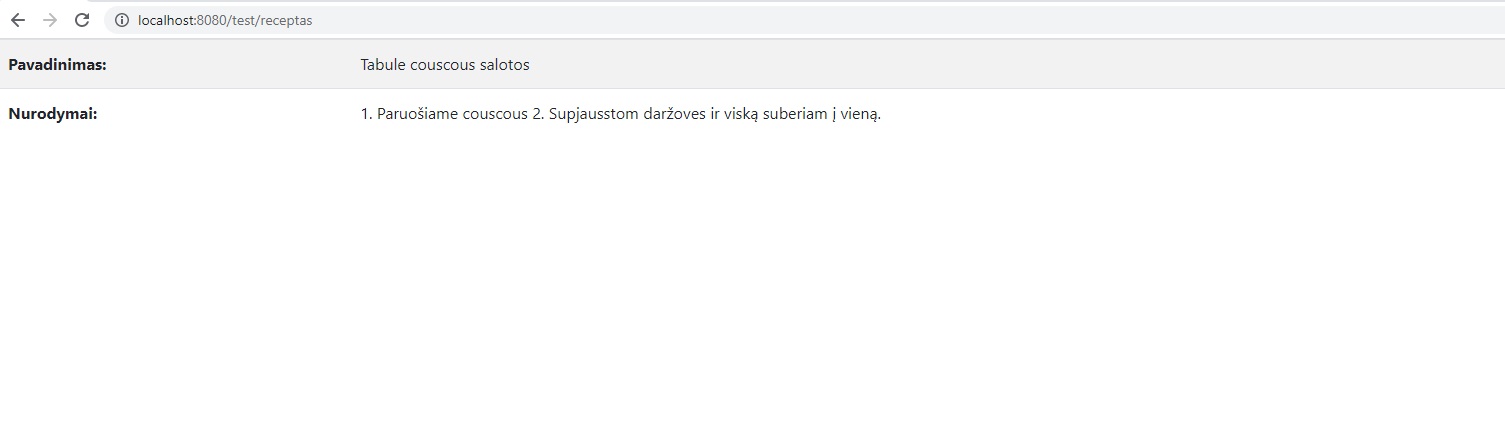 localhost:8080/test/receptas
Pavadinimas: Tabule couscous salotos
Nurodymai: 1. Paruošiame couscous 2. Supjausstom daržoves ir viską suberiam į vieną.